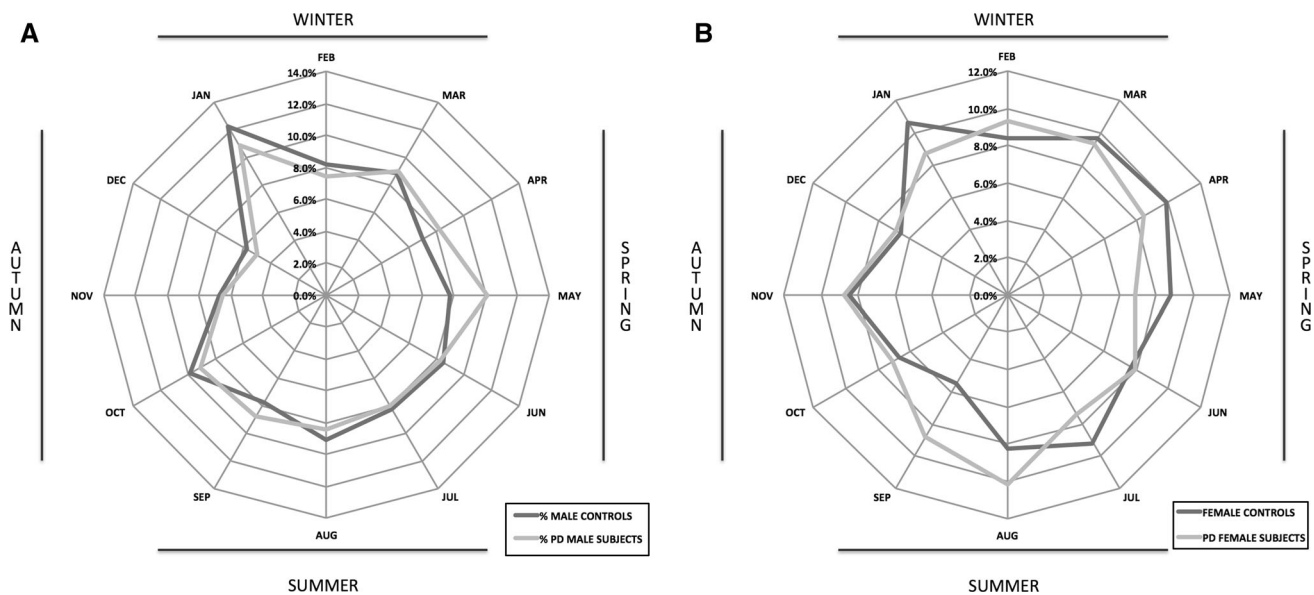 A
WINTER
FEB
14.0%
JAN
MAR
12.0%
10.0%
8.0%
DEC
APR
6.0%
4.0%
2.0%
AUTUMN
NOV
0.0%
MAY
SPRING
OCT
JUN
SEP
JUL
AUG
% MALE CONTROLS
% PD MALE SUBJECTS
SUMMER
B
WINTER
FEB
12.0%
JAN
MAR
10.0%
8.0%
DEC
APR
6.0%
4.0%
2.0%
AUTUMN
NOV
0.0%
MAY
SPRING
OCT
JUN
SEP
JUL
AUG
FEMALE CONTROLS
PD FEMALE SUBJECTS
SUMMER